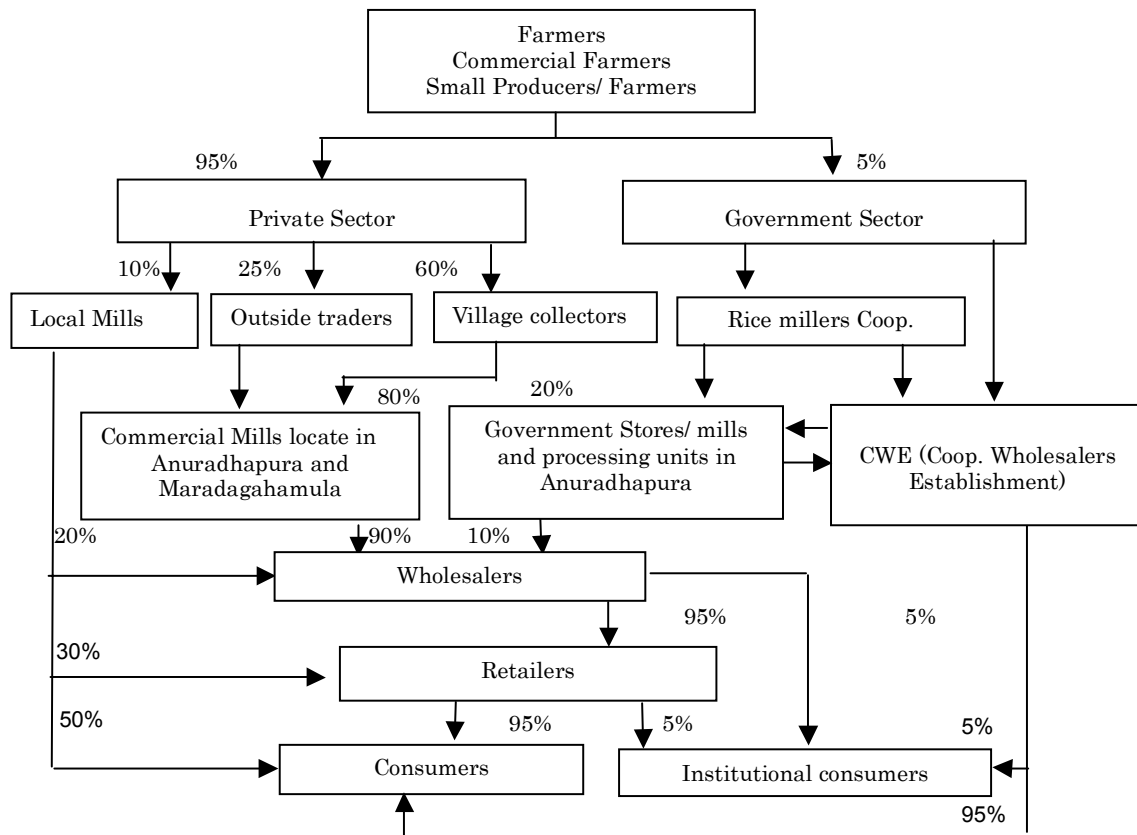 Farmers
Commercial Farmers
Small Producers/ Farmers
95%
5%
Private Sector
Government Sector
10%
25%
60%
Local Mills
Outside traders
Village collectors
Rice millers Coop.
80%
20%
Commercial Mills locate in
Anuradhapura and
Maradagahamula
Government Stores/ mills
and processing units in
Anuradhapura
CWE (Coop. Wholesalers
Establishment)
20%
90%
10%
Wholesalers
95%
5%
30%
Retailers
50%
95%
5%
5%
Consumers
Institutional consumers
95%